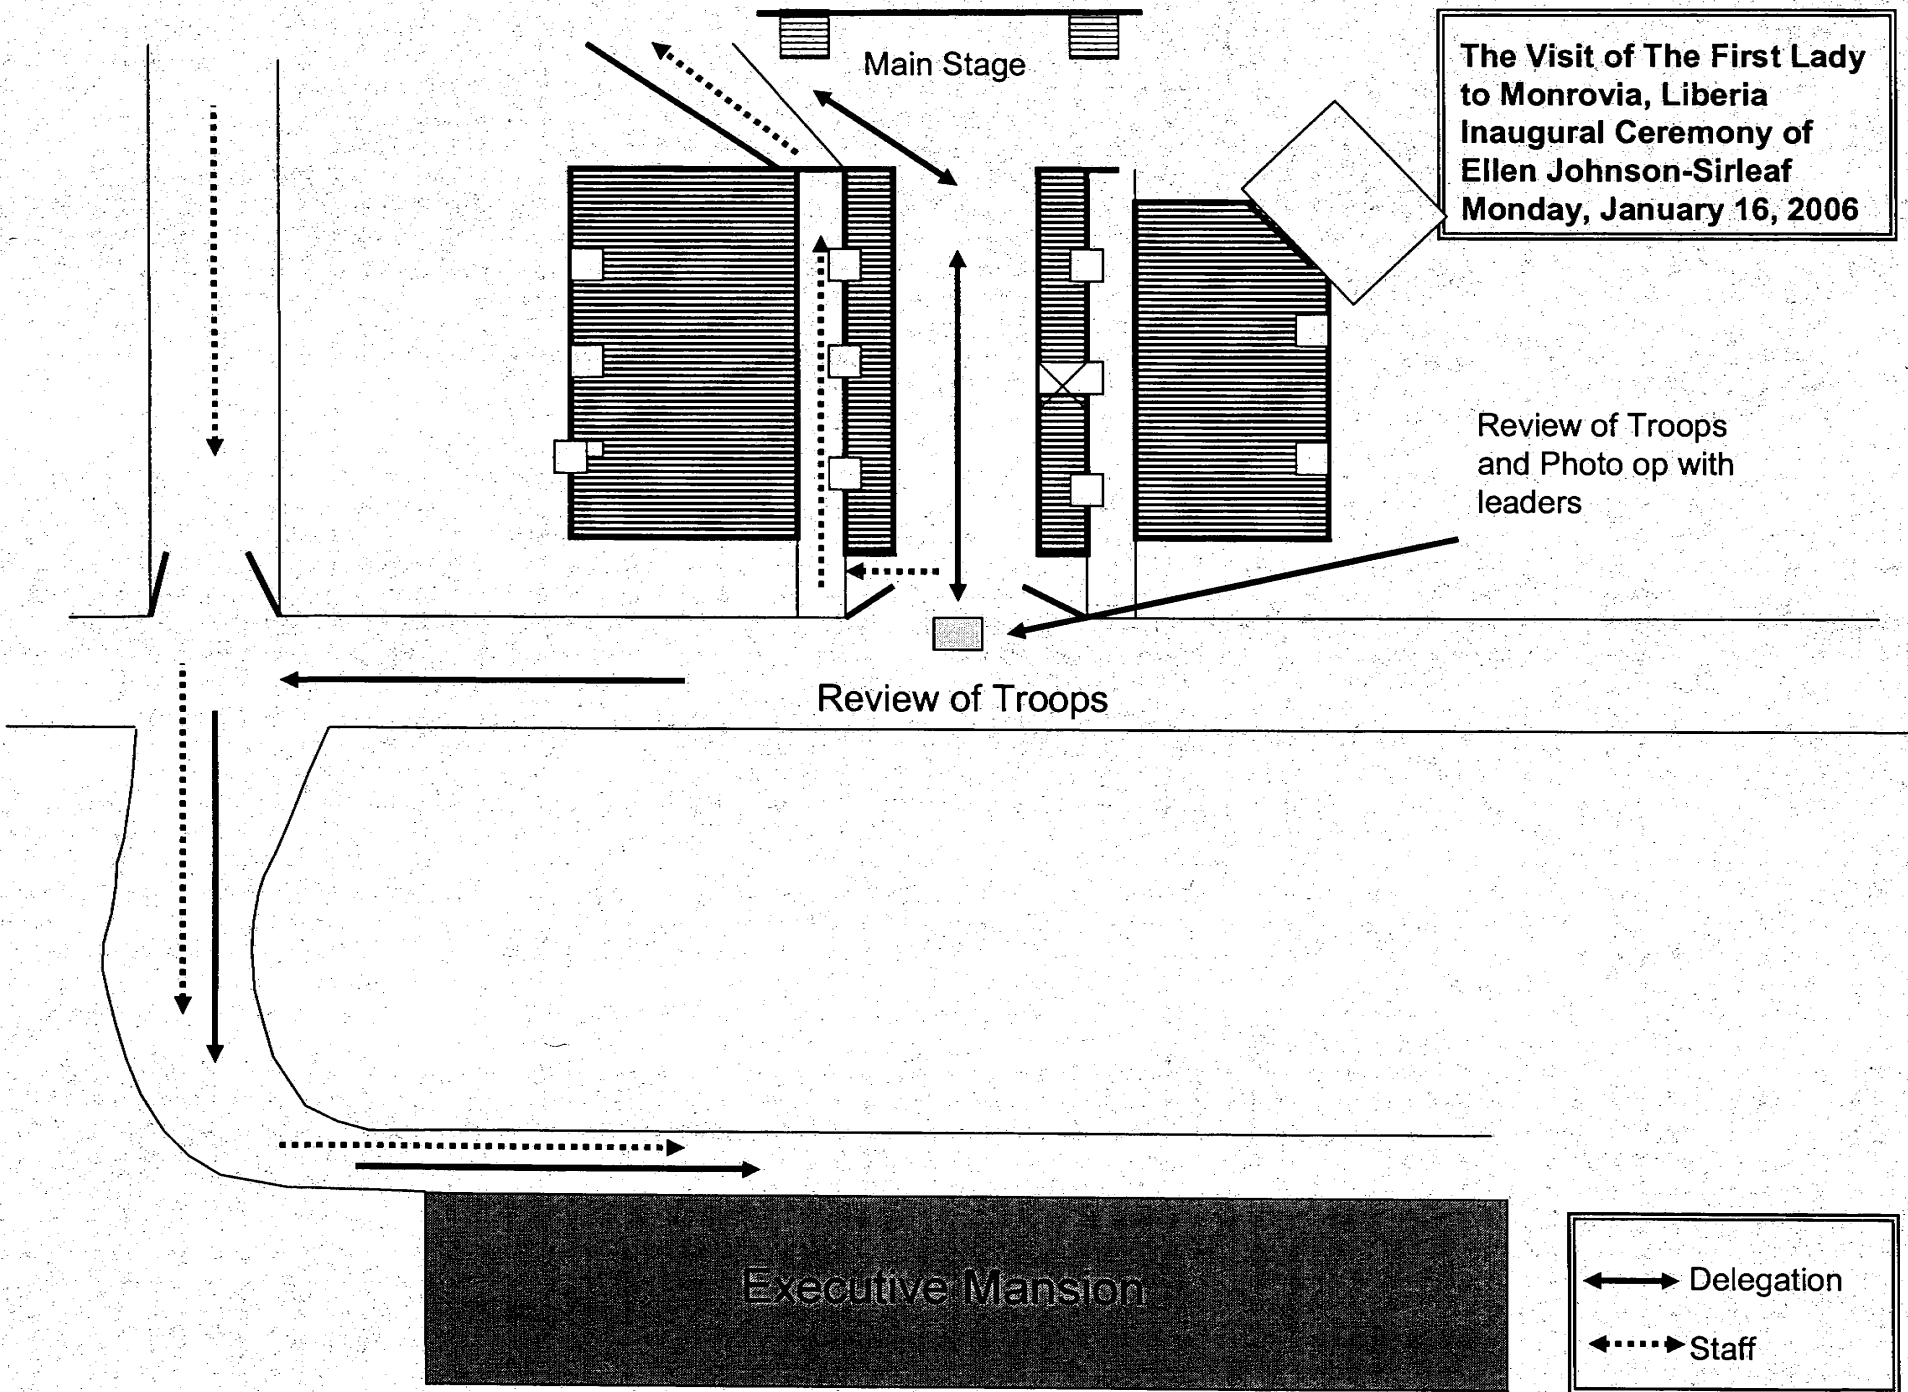 Main Stage
The Visit of The First Lady
to Monrovia, Liberia
Inaugural Ceremony of
Ellen Johnson-Sirleaf
Monday, January 16, 2006
Review of Troops
and Photo op with
leaders
Review of Troops
Executive Mansion
Delegation
Staff